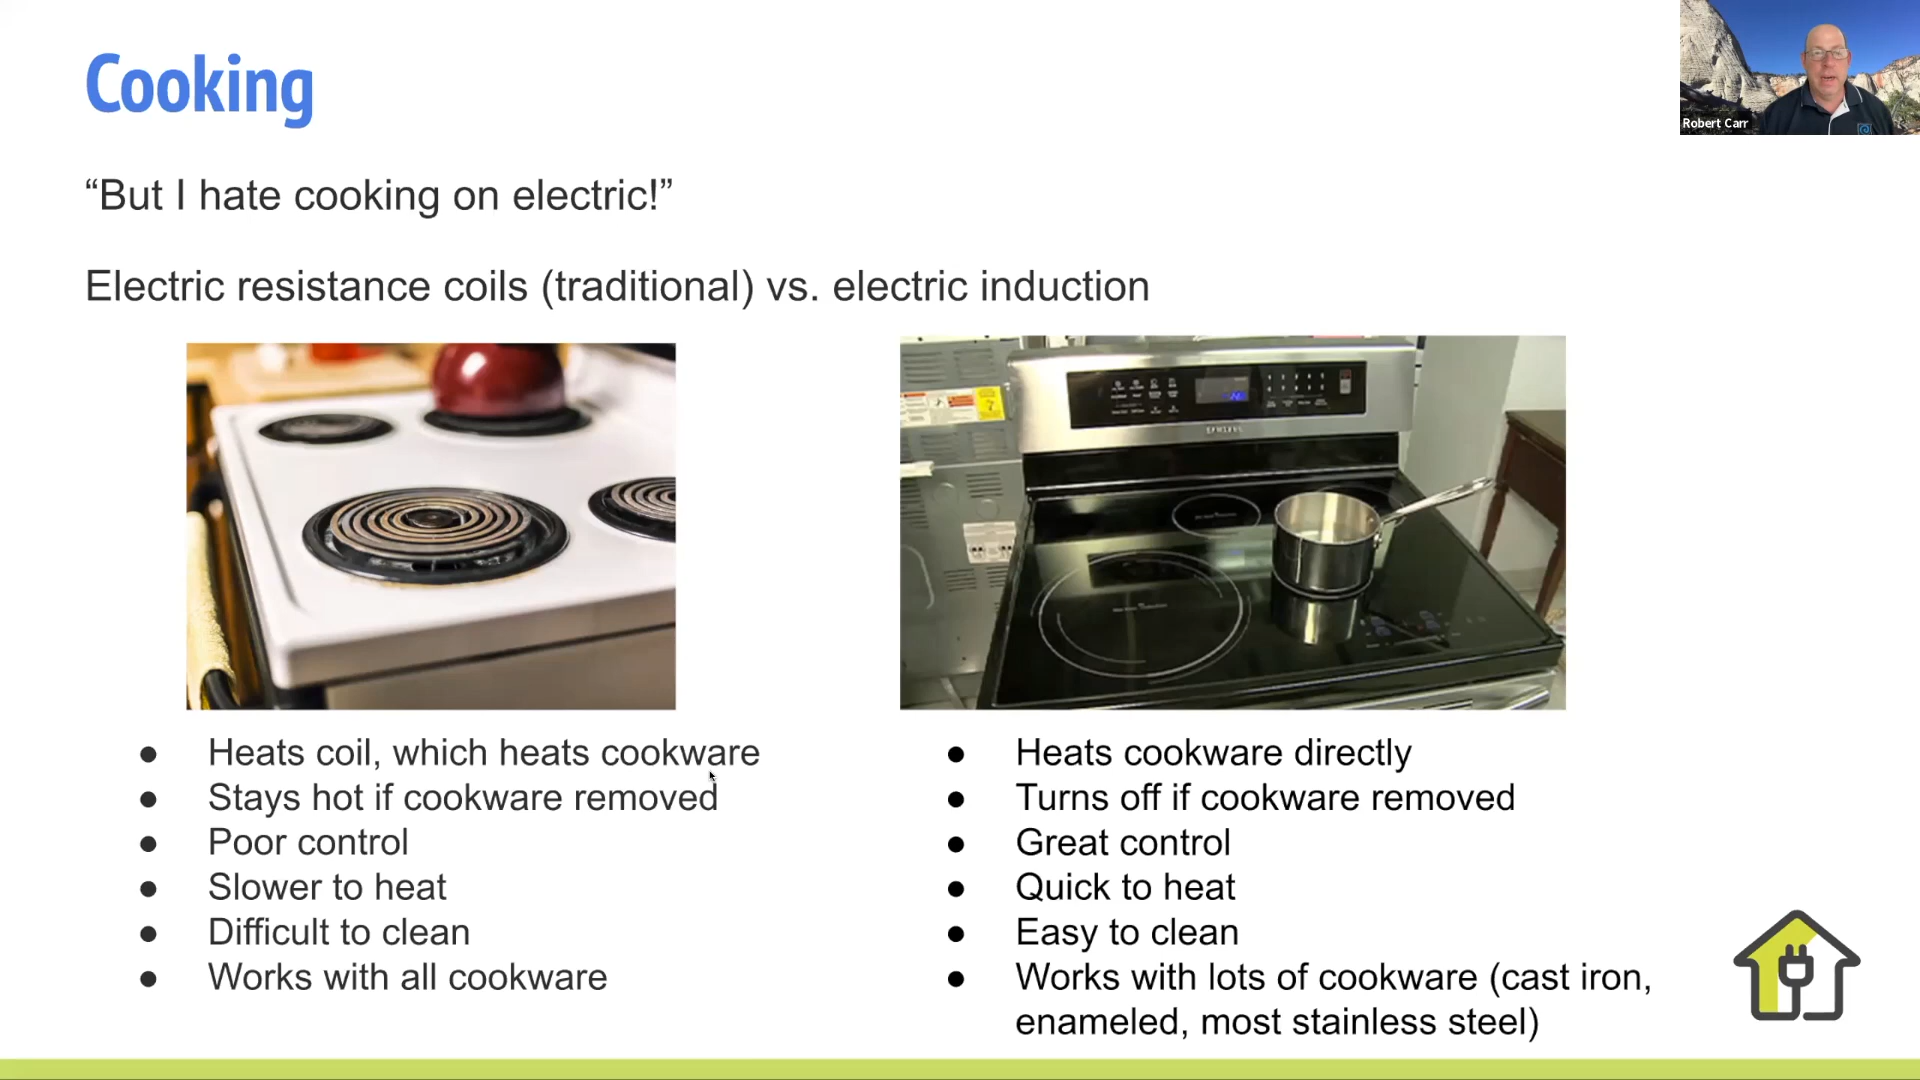 Cooking
Robert Carr
“But I hate cooking on electric!”
Electric resistance coils (traditional) vs. electric induction
SAMSUNG
● Heats coil, which heats cookware
● Stays hot if cookware removed
● Poor control
● Slower to heat
● Difficult to clean
● Works with all cookware
● Heats cookware directly
● Turns off if cookware removed
● Great control
● Quick to heat
● Easy to clean
● Works with lots of cookware (cast iron,
enameled, most stainless steel)